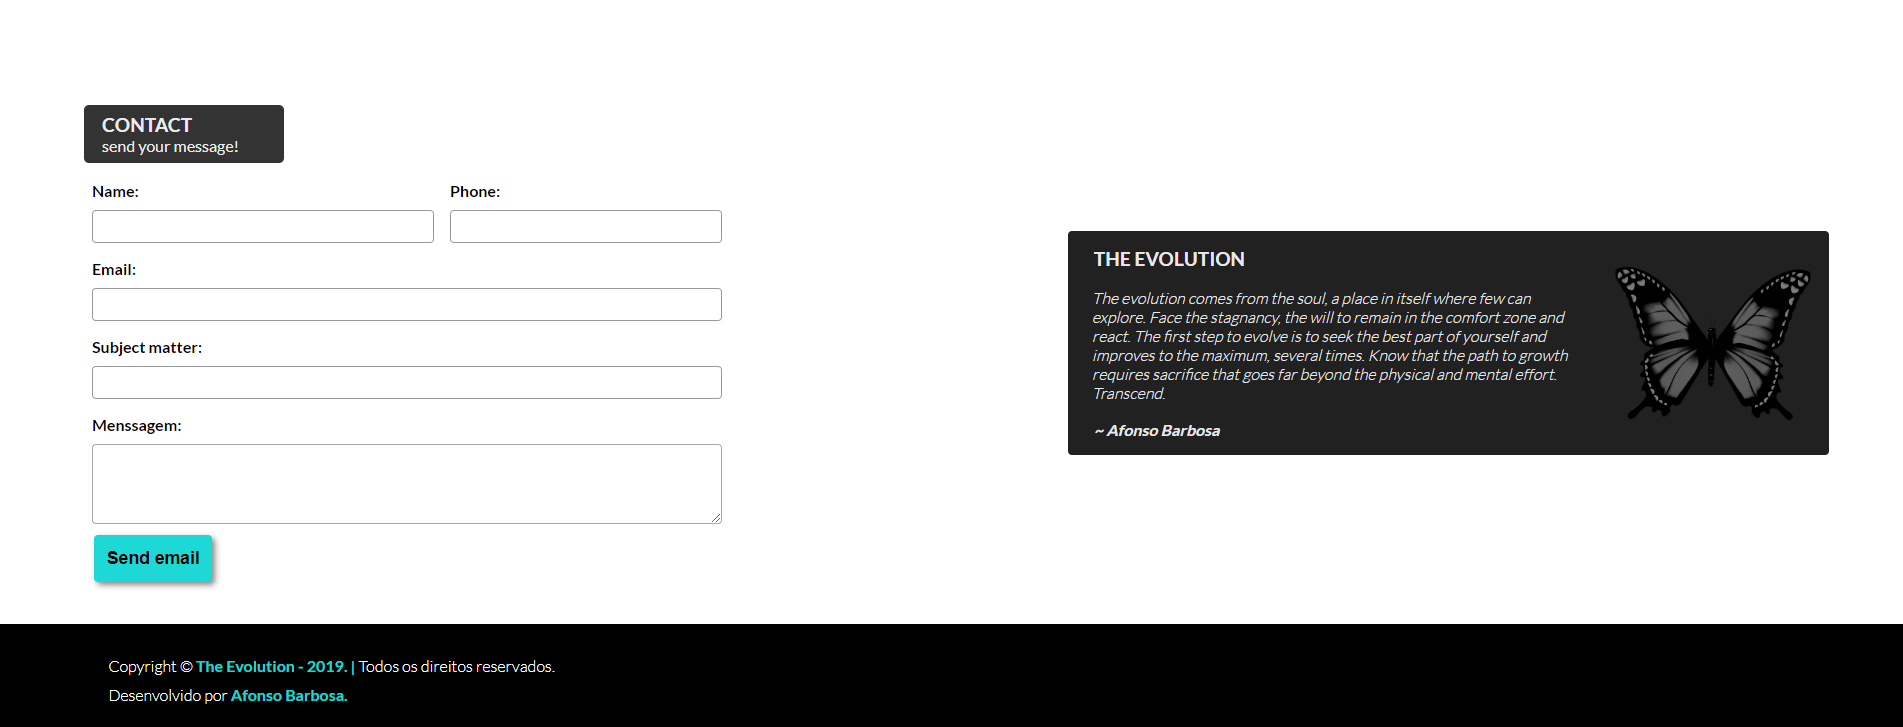 CONTACT
send your message!
Name:
Phone:
Email:
Subject matter:
Menssagem:
Send email
THE EVOLUTION
The evolution comes from the soul, a place in itself where few can
explore. Face the stagnancy, the will to remain in the comfort zone and
react. The first step to evolve is to seek the best part of yourself and
improves to the maximum, several times. Know that the path to growth
requires sacrifice that goes far beyond the physical and mental effort.
Transcend.
~ Afonso Barbosa
Copyright © The Evolution - 2019. | Todos os direitos reservados.
Desenvolvido por Afonso Barbosa.